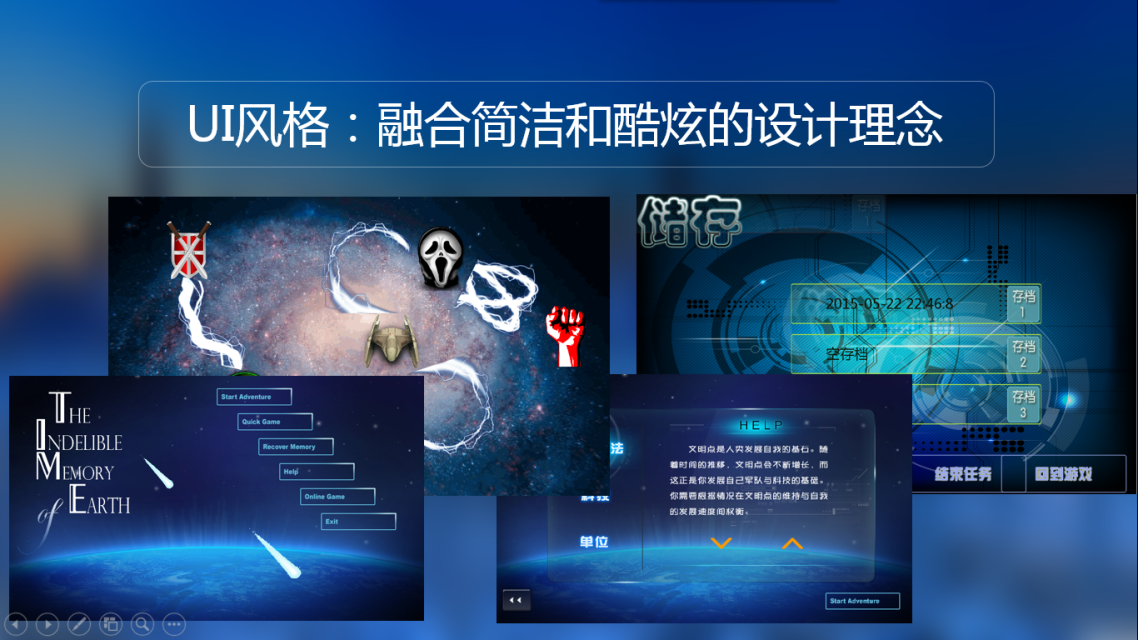 UI风格：融合简洁和酷炫的设计理念
储存
存档
2015-05-22 22:46:8
存档
1
空存档
存档
2
存档
3
结束任务
回到游戏
THE
INDELIBLE
MEMORY
of EARTH
Start Adventure
Quick Game
Recover Memory
Help
Online Game
Exit
HELP
法
科技
单位
文明点是人类发展自我的基石。随
着时间的推移，文明点会不断增长，而
这正是你发展自己军队与科技的基础。
你需要根据情况在文明点的维持与自我
的发展速度间权衡。
Start Adventure